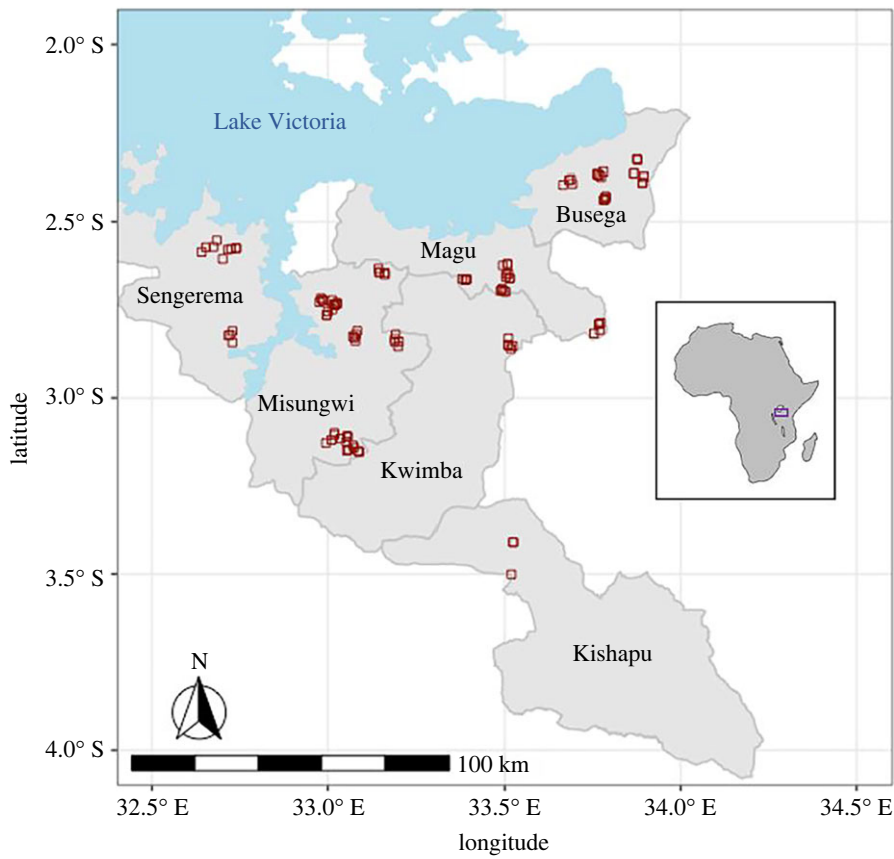 2.0° S
Lake Victoria
2.5° S
Busega
Magu
Sengerema
3.0° S
Misungwi
latitude
Kwimba
3.5° S
Kishapu
N
4.0° S
100 km
32.5° E
33.0° E
33.5° E
34.0° E
34.5° E
longitude